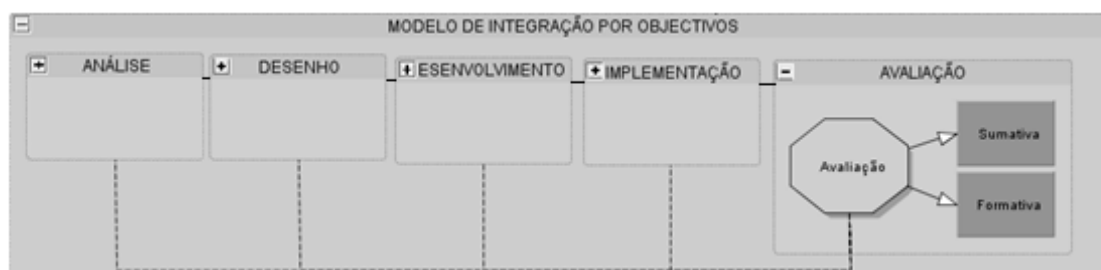 MODELO DE INTEGRAÇÃO POR OBJECTIVOS
ANÁLISE
DESENHO
ESENVOLVIMENTO
IMPLEMENTAÇÃO
AVALIAÇÃO
Avaliação
Sumativa
Formativa